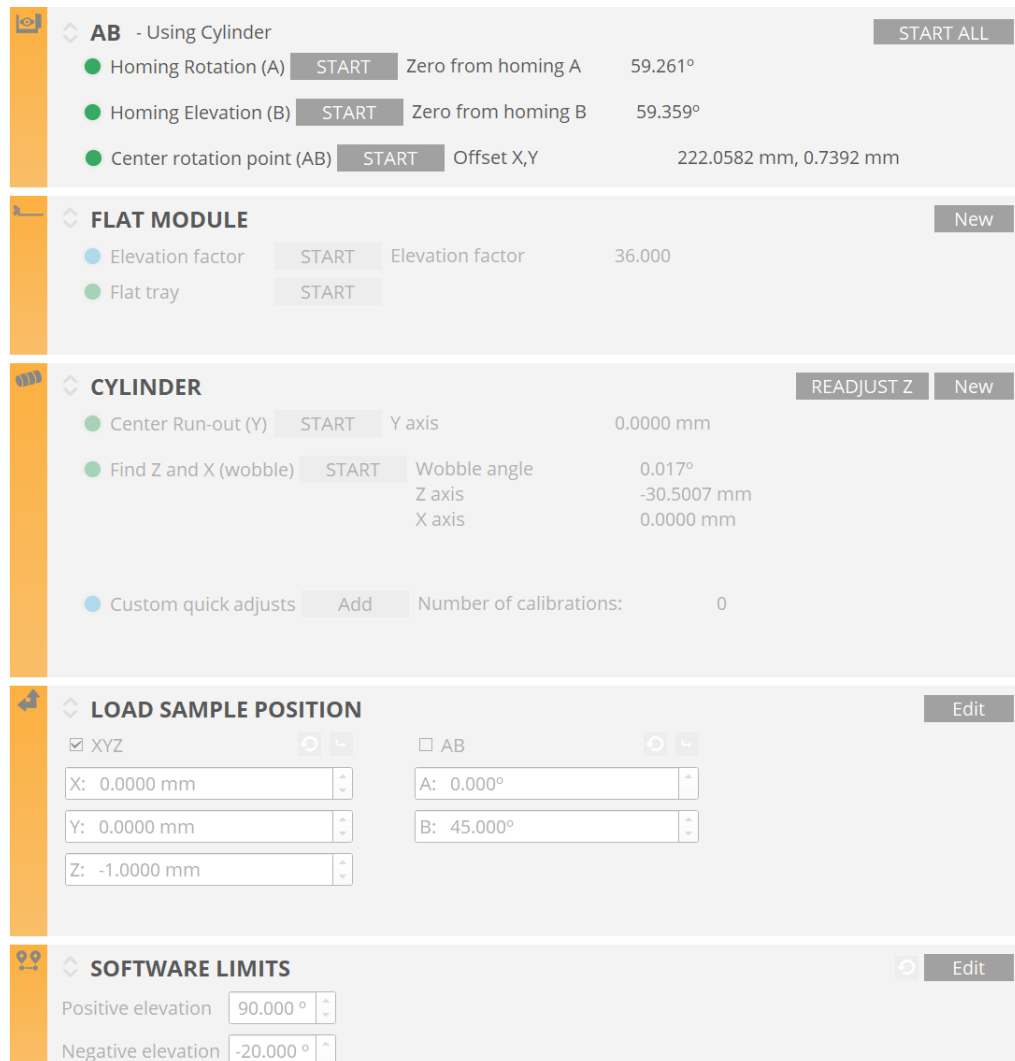 AB - Using Cylinder START ALL
Homing Rotation (A) START Zero from homing A 59.261º
Homing Elevation (B) START Zero from homing B 59.359º
Center rotation point (AB) START Offset X,Y 222.0582 mm, 0.7392 mm
FLAT MODULE New
Elevation factor START Elevation factor 36.000
Flat tray START
CYLINDER READJUST Z New
Center Run-out (Y) START Y axis 0.0000 mm
Find Z and X (wobble) START Wobble angle 0.017º
Z axis -30.5007 mm
X axis 0.0000 mm
Custom quick adjusts Add Number of calibrations: 0
LOAD SAMPLE POSITION Edit
XYZ AB
X: 0.0000 mm A: 0.000º
Y: 0.0000 mm B: 45.000º
Z: -1.0000 mm
SOFTWARE LIMITS Edit
Positive elevation 90.000 º
Negative elevation -20.000 º